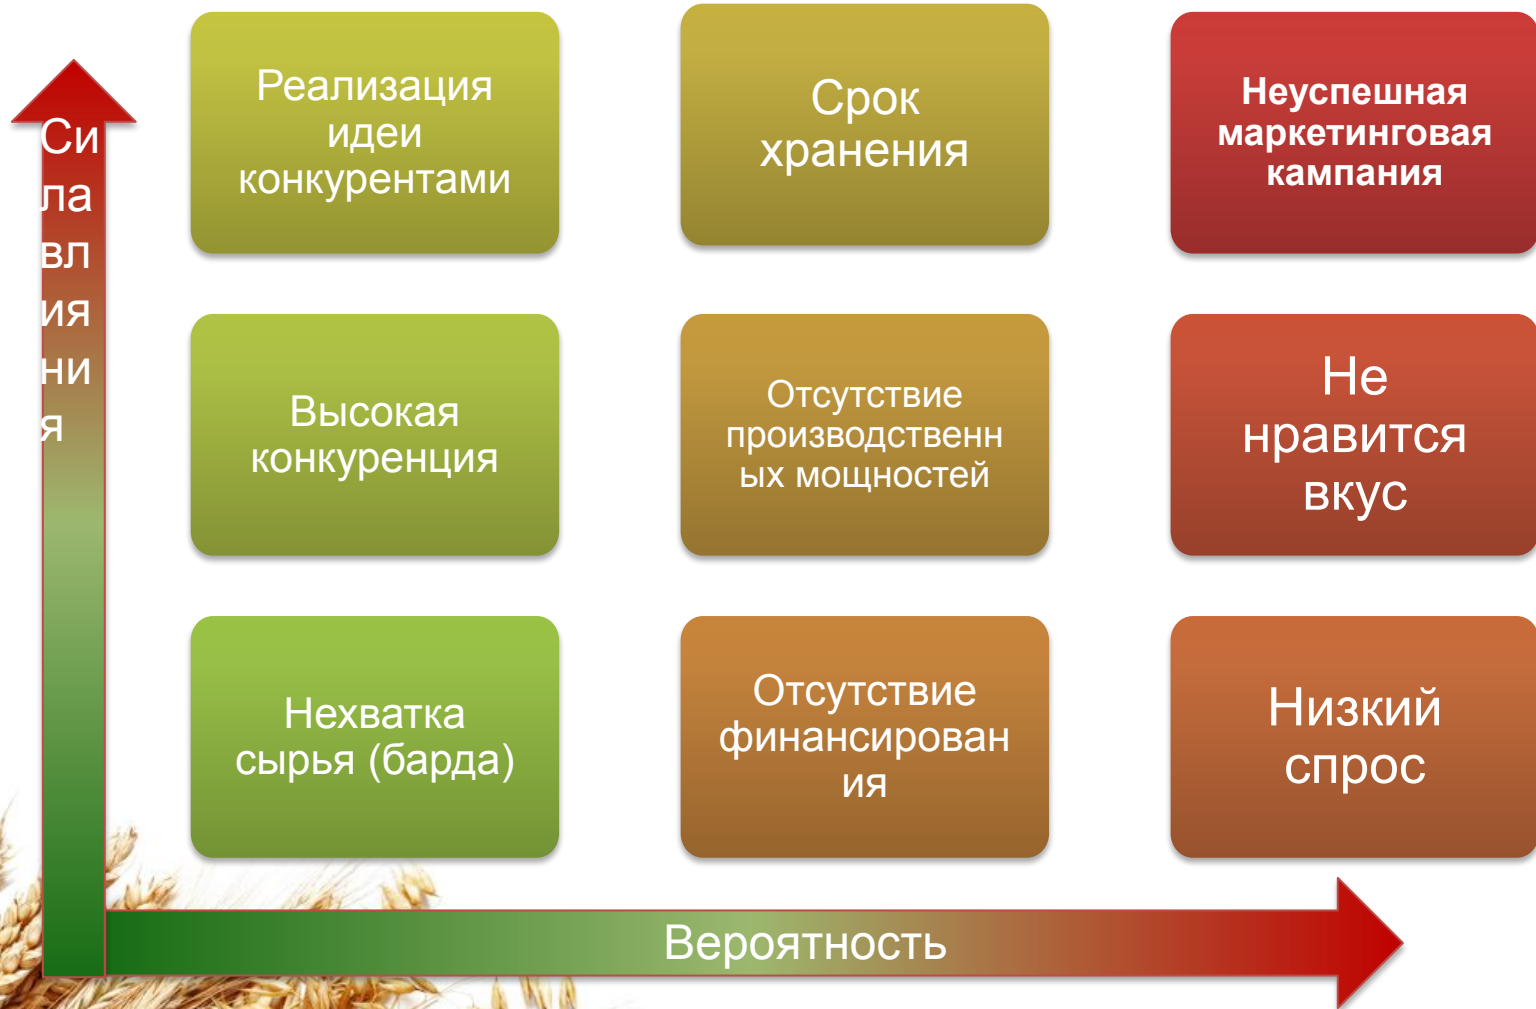 Си
ла
вл
ия
ни
я
Реализация
идеи
конкурентами
Срок
хранения
Неуспешная
маркетинговая
кампания
Высокая
конкуренция
Отсутствие
производственн
ых мощностей
Не
нравится
вкус
Нехватка
сырья (барда)
Отсутствие
финансирован
ия
Низкий
спрос
Вероятность